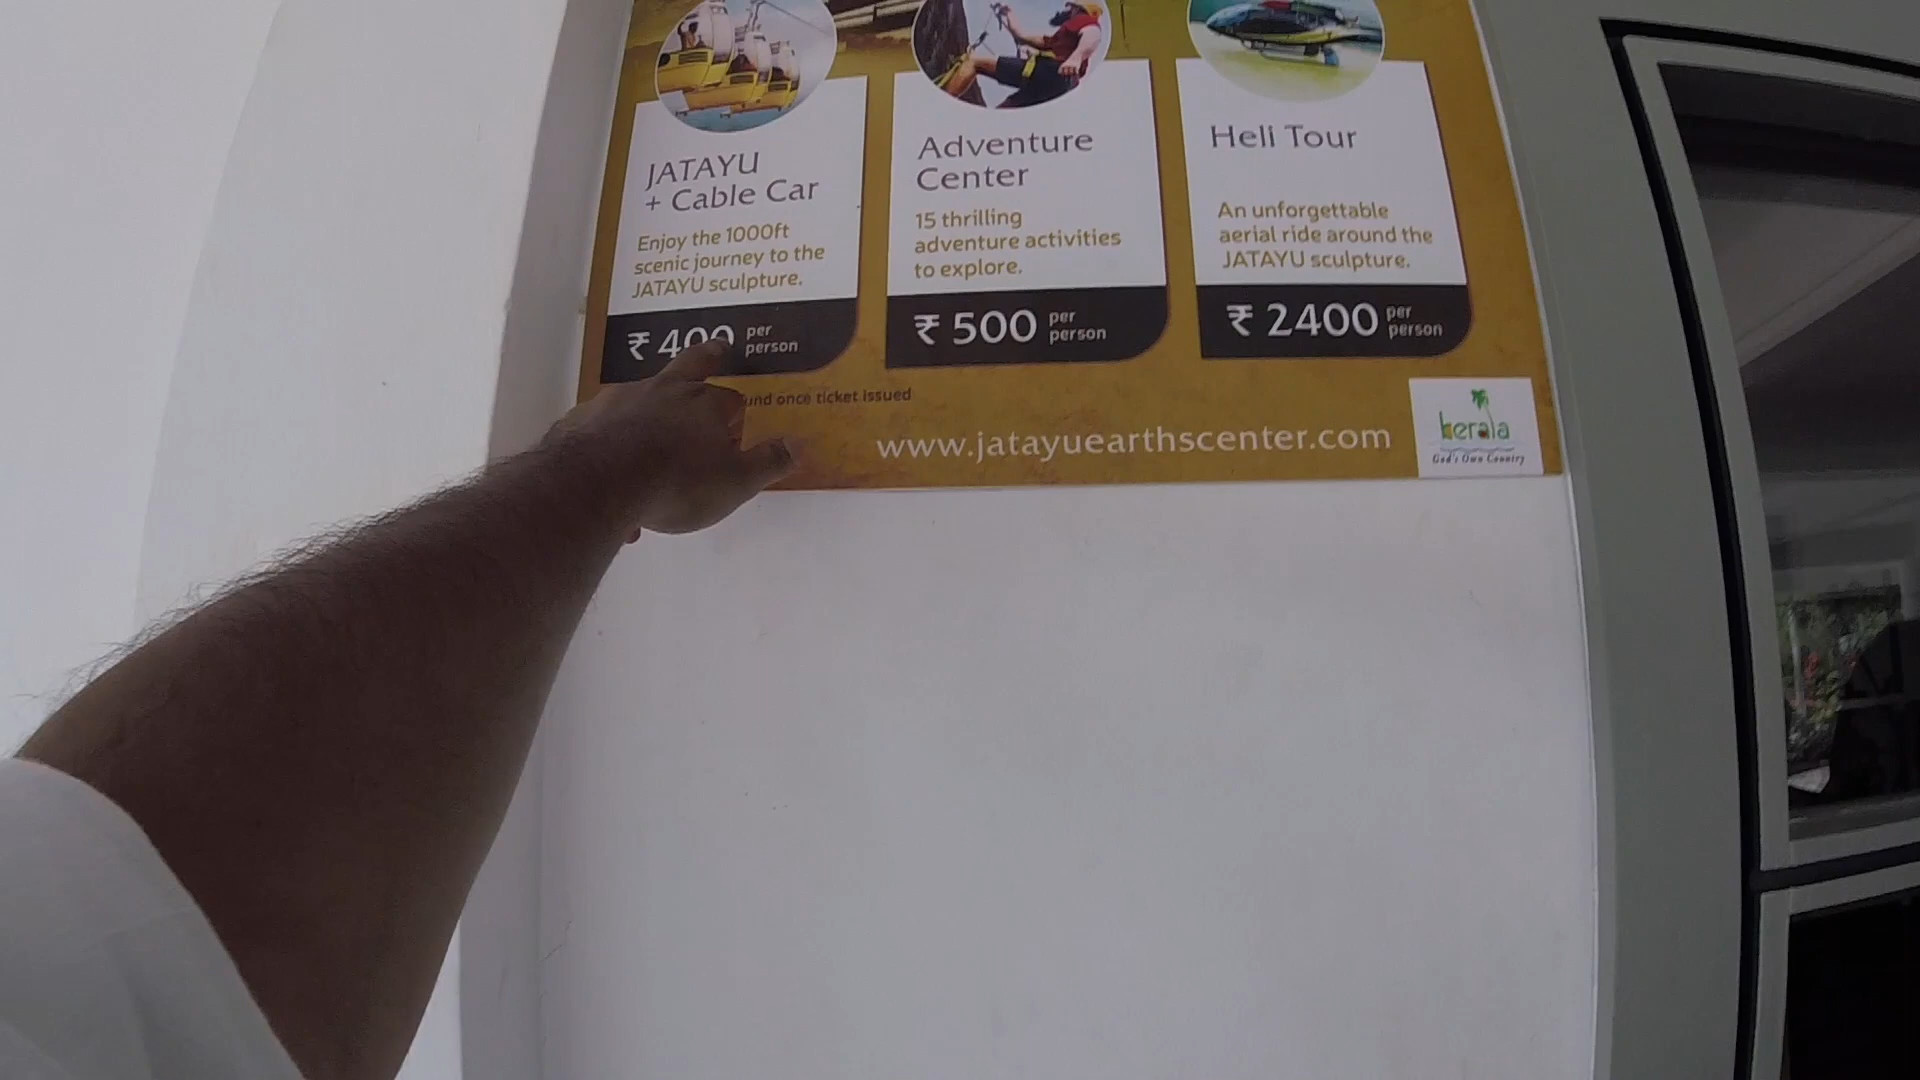 JATAYU
+ Cable Car
Enjoy the 1000ft
scenic journey to the
JATAYU sculpture.
₹ 400 per
person
Adventure
Center
15 thrilling
adventure activities
to explore.
₹ 500 per
person
Heli Tour
An unforgettable
aerial ride around the
JATAYU sculpture.
₹ 2400 per
person
once ticket issued
www.jatayuearthscenter.com
kerala
God's Own Country